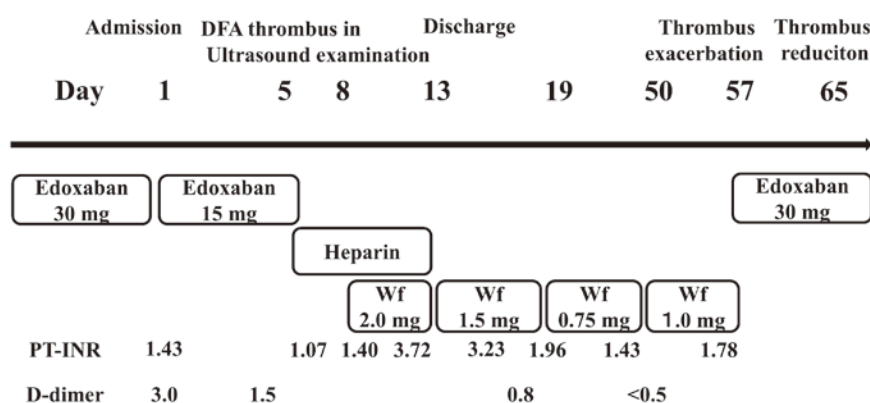 Admission DFA thrombus in Discharge Thrombus Thrombus
Ultrasound examination exacerbation reduciton
Day 1 5 8 13 19 50 57 65
Edoxaban Edoxaban Edoxaban
30 mg 15 mg 30 mg
Heparin
Wf Wf Wf Wf
2.0 mg 1.5 mg 0.75 mg 1.0 mg
PT-INR 1.43 1.07 1.40 3.72 3.23 1.96 1.43 1.78
D-dimer 3.0 1.5 0.8 <0.5